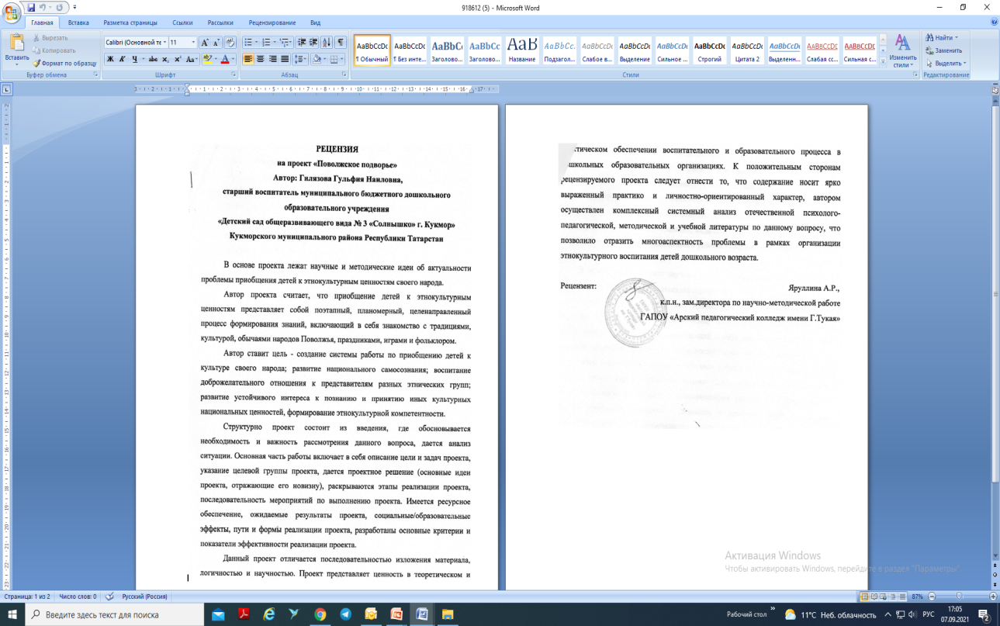 918612 (5) - Microsoft Word
Главная Вставка Разметка страницы Ссылки Рассылки Рецензирование Вид
Вставить
Вырезать
Копировать
Формат по образцу
Буфер обмена
Calibri (Основной те 11
Шрифт
Абзац
АаВbСсDс АаВbСсDс АаВbСс АаВbСс АаВ АаВbСс. АаВbСсDс АаВbСсDс АаВbСсDс АаВbСсDс АаВbСсDс АаВbСсDс АаВbСсDс АаВbСсDс
¶ Обычный ¶ Без инте... Заголово... Заголово... Название Подзагол... Слабое в... Выделение Сильное ... Строгий Цитата 2 Выделенн... Слабая сс... Сильная с...
Стили
Изменить стили
Найти
Заменить
Выделить
Редактирование
РЕЦЕНЗИЯ
на проект «Поволжское подворье»
Автор: Гилязова Гульфия Наиловна,
старший воспитатель муниципального бюджетного дошкольного
образовательного учреждения
«Детский сад общеразвивающего вида № 3 «Солнышко» г. Кукмор»
Кукморского муниципального района Республики Татарстан
В основе проекта лежат научные и методические идеи об актуальности
проблемы приобщения детей к этнокультурным ценностям своего народа.
Автор проекта считает, что приобщение детей к этнокультурным
ценностям представляет собой поэтапный, планомерный, целенаправленный
процесс формирования знаний, включающий в себя знакомство с традициями,
культурой, обычаями народов Поволжья, праздниками, играми и фольклором.
Автор ставит цель - создание системы работы по приобщению детей к
культуре своего народа; развитие национального самосознания; воспитание
доброжелательного отношения к представителям разных этнических групп;
развитие устойчивого интереса к познанию и принятию иных культурных
национальных ценностей, формирование этнокультурной компетентности.
Структурно проект состоит из введения, где обосновывается
необходимость и важность рассмотрения данного вопроса, дается анализ
ситуации. Основная часть работы включает в себя описание цели и задач проекта,
указание целевой группы проекта, дается проектное решение (основные идеи
проекта, отражающие его новизну), раскрываются этапы реализации проекта,
последовательность мероприятий по выполнению проекта. Имеется ресурсное
обеспечение, ожидаемые результаты проекта, социальные/образовательные
эффекты, пути и формы реализации проекта, разработаны основные критерии и
показатели эффективности реализации проекта.
Данный проект отличается последовательностью изложения материала,
логичностью и научностью. Проект представляет ценность в теоретическом и
ктическом обеспечении воспитательного и образовательного процесса в
школьных образовательных организациях. К положительным сторонам
рецензируемого проекта следует отнести то, что содержание носит ярко
выраженный практико и личностно-ориентированный характер, автором
осуществлен комплексный системный анализ отечественной психолого-
педагогической, методической и учебной литературы по данному вопросу, что
позволило отразить многоаспектность проблемы в рамках организации
этнокультурного воспитания детей дошкольного возраста.
Рецензент: Яруллина А.Р.,
к.п.н., зам.директора по научно-методической работе
ГАПОУ «Арский педагогический колледж имени Г.Тукая»
Активация Windows
Чтобы активировать Windows, перейдите в раздел "Параметры".
Страница: 1 из 2 Число слов: 0 Русский (Россия) 87%
Введите здесь текст для поиска
Рабочий стол 11°C Неб. облачность РУС 17:05
07.09.2021 2